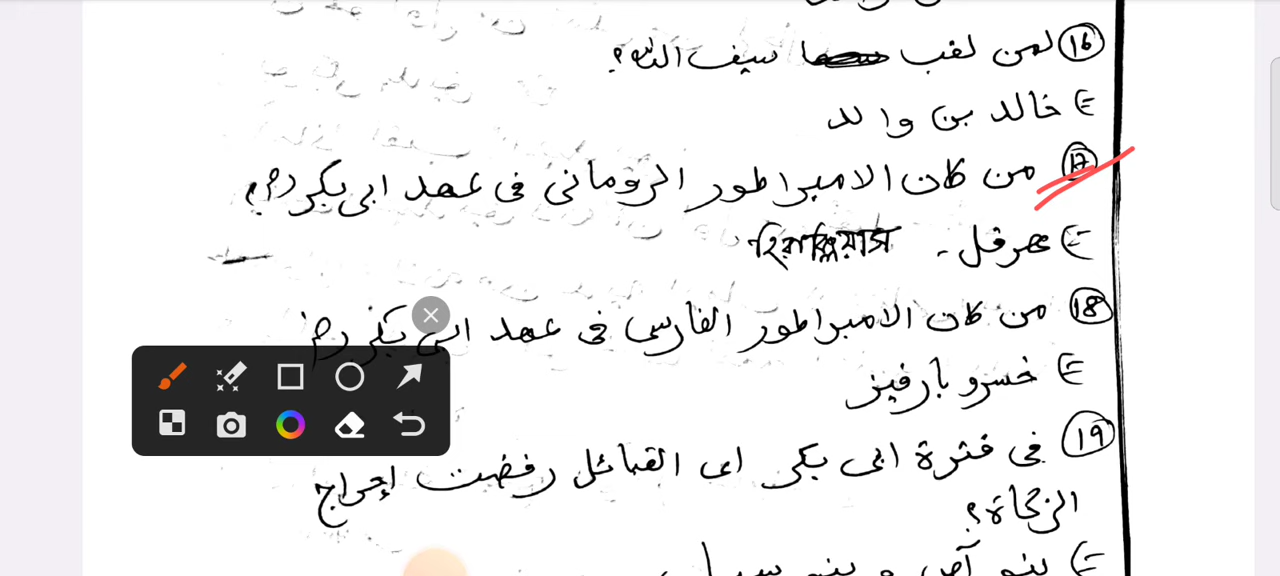 ١٦ لمن لقب سيف الله؟
ج) خالد بن والد
١٧ من كان الامبراطور الروماني في عهد ابي بكر رض؟
ج) هرقل۔ হিরাক্লিয়াস
١٨ من كان الامبراطور الفارسي في عهد ابي بكر رض
ج) خسرو بارفيز
١٩ في فترة ابي بكر اى القبائل رفضت إخراج
الزكاة؟